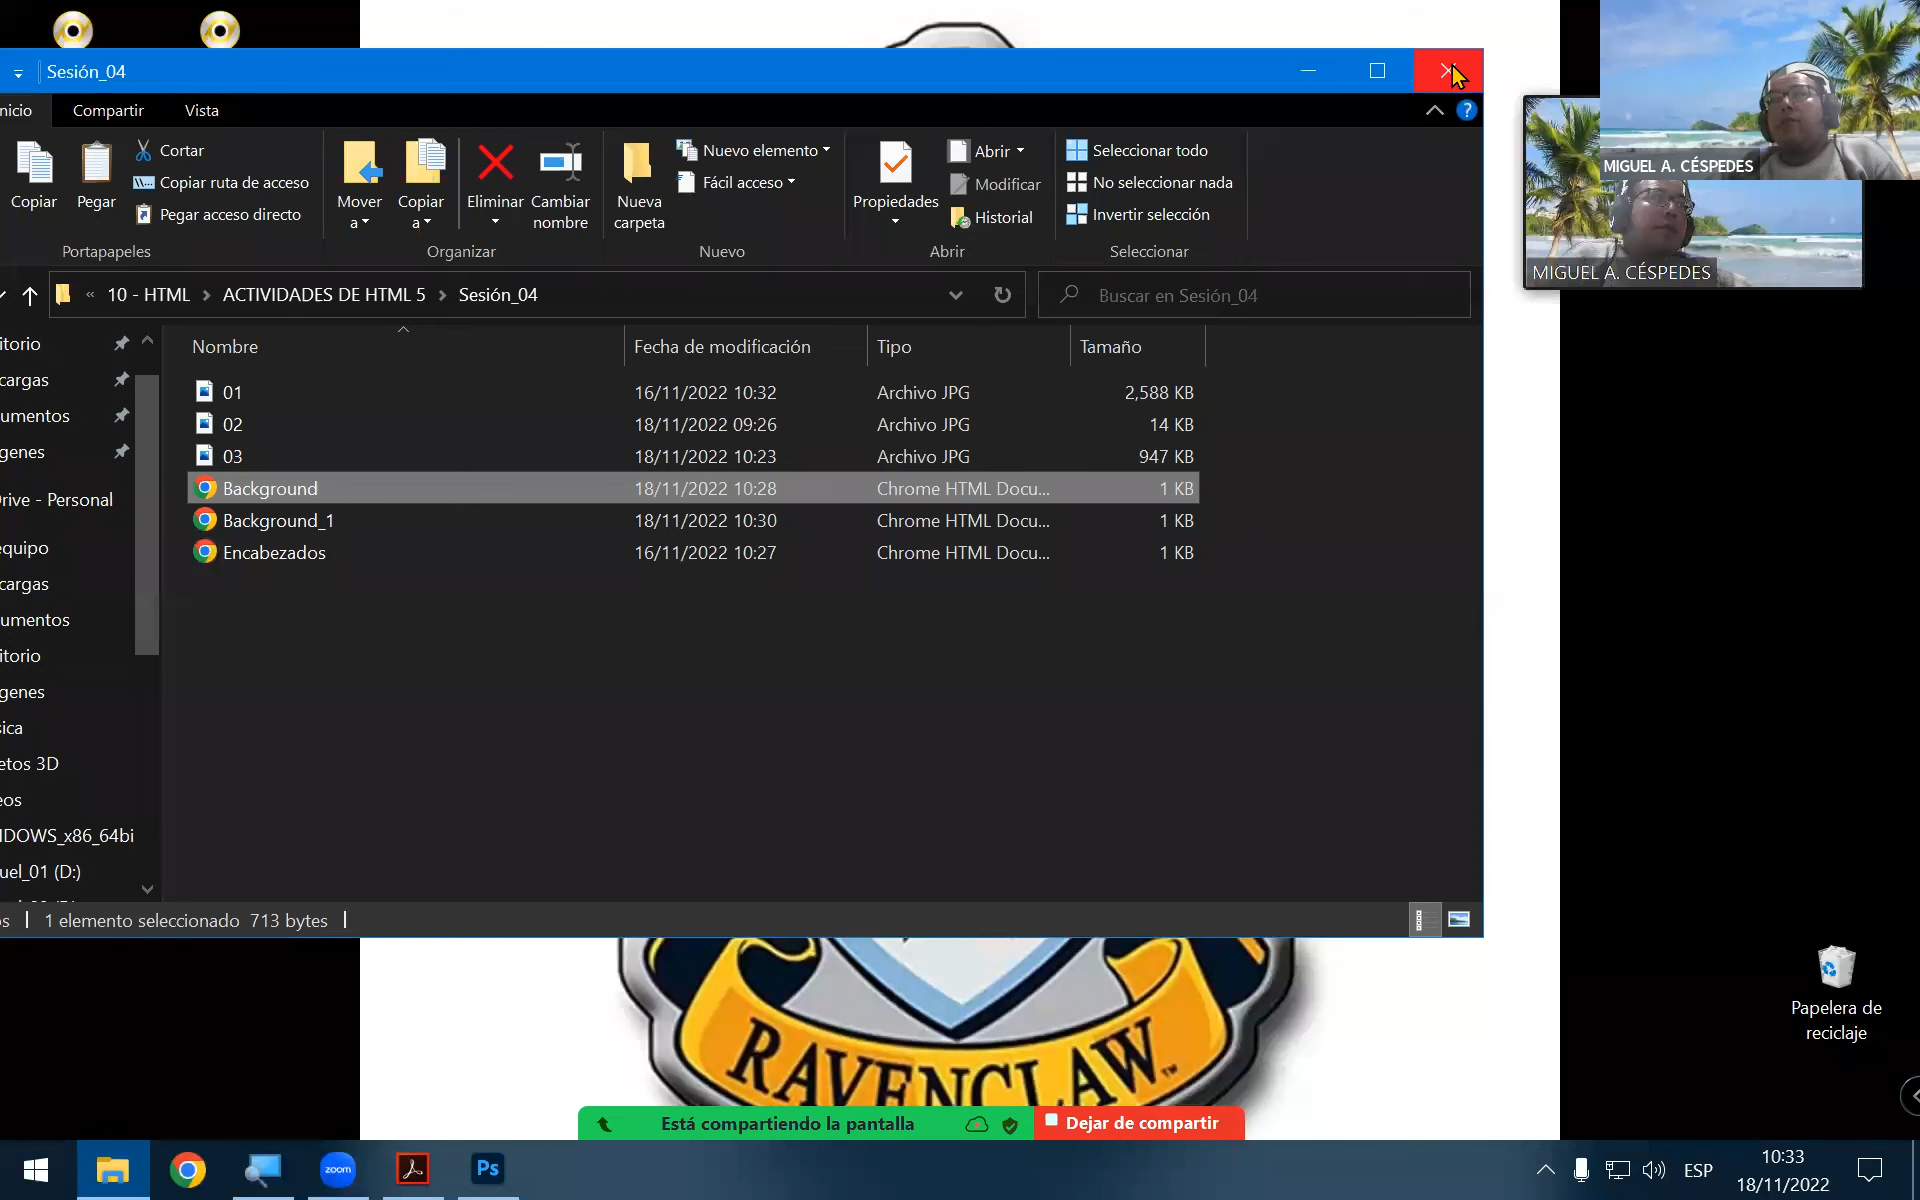 Sesión_04
nicio
Compartir
Vista
Copiar
Pegar
Cortar
Copiar ruta de acceso
Pegar acceso directo
Portapapeles
Mover
a
Copiar
a
Eliminar
Cambiar
nombre
Organizar
Nueva
carpeta
Nuevo elemento
Fácil acceso
Nuevo
Propiedades
Abrir
Modificar
Historial
Abrir
Seleccionar todo
No seleccionar nada
Invertir selección
Seleccionar
MIGUEL A. CÉSPEDES
MIGUEL A. CÉSPEDES
« 10 - HTML > ACTIVIDADES DE HTML 5 > Sesión_04
Buscar en Sesión_04
itorio
cargas
umentos
genes
Drive - Personal
equipo
cargas
umentos
itorio
genes
sica
etos 3D
eos
NDOWS_x86_64bi
uel_01 (D:)
Nombre Fecha de modificación Tipo Tamaño
01 16/11/2022 10:32 Archivo JPG 2,588 KB
02 18/11/2022 09:26 Archivo JPG 14 KB
03 18/11/2022 10:23 Archivo JPG 947 KB
Background 18/11/2022 10:28 Chrome HTML Docu... 1 KB
Background_1 18/11/2022 10:30 Chrome HTML Docu... 1 KB
Encabezados 16/11/2022 10:27 Chrome HTML Docu... 1 KB
os | 1 elemento seleccionado 713 bytes |
RAVENCLAW™
Papelera de
reciclaje
Está compartiendo la pantalla
Dejar de compartir
zoom
Ps
ESP
10:33
18/11/2022